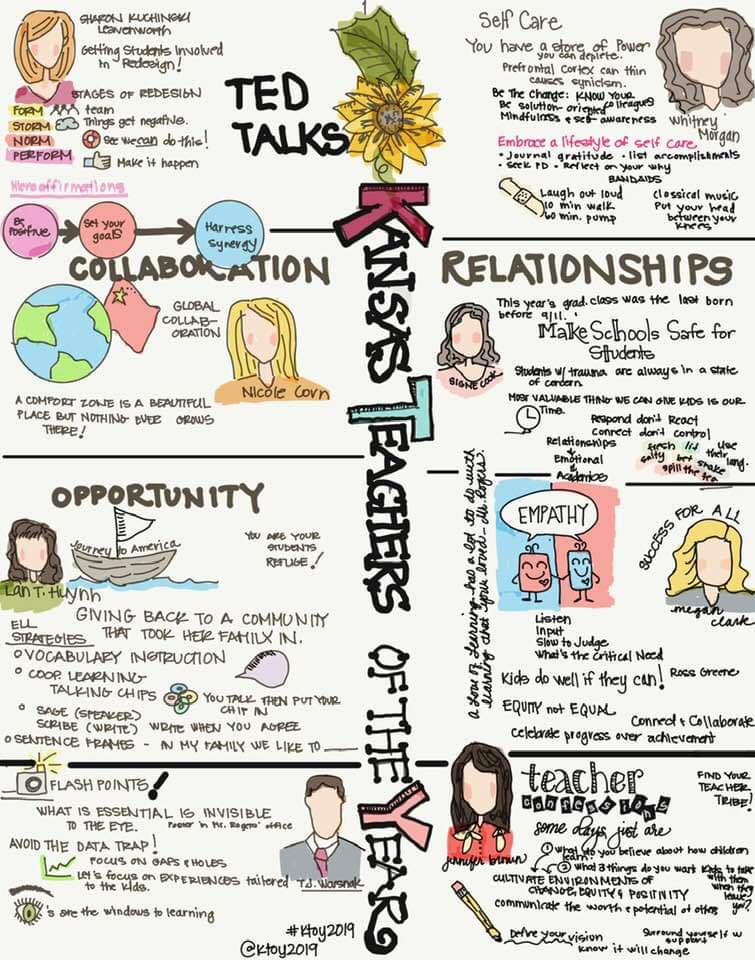 SHARON KUCHINSKI
Leavenworth
Getting Students Involved
In Redesign!
STAGES OF REDESIGN
FORM team
STORM Things get negative.
NORM See we can do this!
PERFORM Make it happen
affirmations
Be Positive
Set your goals
Harness synergy
TED
TALKS
KANSAS TEACHERS OF THE YEAR
Self Care
You have a store of Power
you can deplete.
Prefrontal Cortex can thin
causes synicism.
Be The Change: KNOW YOUR
Be solution-oriented colleagues
Mindfulness & self-awareness
Whitney
Morgan
Embrace a lifestyle of self care
• Journal gratitude • list accomplishments
• Seek PD • Reflect on your why
BANDAIDS
Laugh out loud
10 min walk
60 min. pump
Classical music
Put your head
between your
knees
COLLABORATION
GLOBAL
COLLAB-
ORATION
Nicole Corn
A COMFORT ZONE IS A BEAUTIFUL
PLACE BUT NOTHING EVER GROWS
THERE!
RELATIONSHIPS
This year's grad. class was the last born
before 9/11.
Make Schools Safe for
Students
SIGNE COOK
Students w/ trauma are always in a state
of concern.
MOST VALUABLE THING WE CAN GIVE KIDS IS OUR
Time.
Respond don't React
Connect don't control
Relationships
Emotional
Academics
fresh lit use
salty bet snake their
spill the tea lang.
OPPORTUNITY
Journey to America
YOU ARE YOUR
STUDENTS
REFUGE!
Lan T. Huynh
GIVING BACK TO A COMMUNITY
THAT TOOK HER FAMILY IN.
ELL
STRATEGIES
VOCABULARY INSTRUCTION
COOP. LEARNING
TALKING CHIPS YOU TALK THEN PUT YOUR
CHIP IN
SAGE (SPEAKER)
SCRIBE (WRITE) WRITE WHEN YOU AGREE
SENTENCE FRAMES - IN MY FAMILY WE LIKE TO ____
A love of learning has a lot to do with
learning that you're loved - Mr. Rogers.
EMPATHY
SUCCESS FOR ALL
megan
clark
Listen
Input
Slow to Judge
What's the Critical Need
Kids do well if they can! Ross Greene
EQUITY not EQUAL
Connect & Collaborate
Celebrate progress over achievement
FLASH POINTS!
WHAT IS ESSENTIAL IS INVISIBLE
TO THE EYE. Poster in Mr. Rogers' office
AVOID THE DATA TRAP!
FOCUS ON GAPS & HOLES
Let's focus on EXPERIENCES tailored
to the kids.
T.J. Warsnak
's are the windows to learning
#ktoy2019
@ktoy2019
teacher
confessions
FIND YOUR
TEACHER
TRIBE!
some days just are
jennifer brown
① What do you believe about how children
learn?
② What 3 things do you want kids to take
with them
when they
leave
you?
CULTIVATE ENVIRONMENTS OF
CHANGE, EQUITY & POSITIVITY
communicate the worth & potential of others
Define your vision
Surround yourself w
support
know it will change